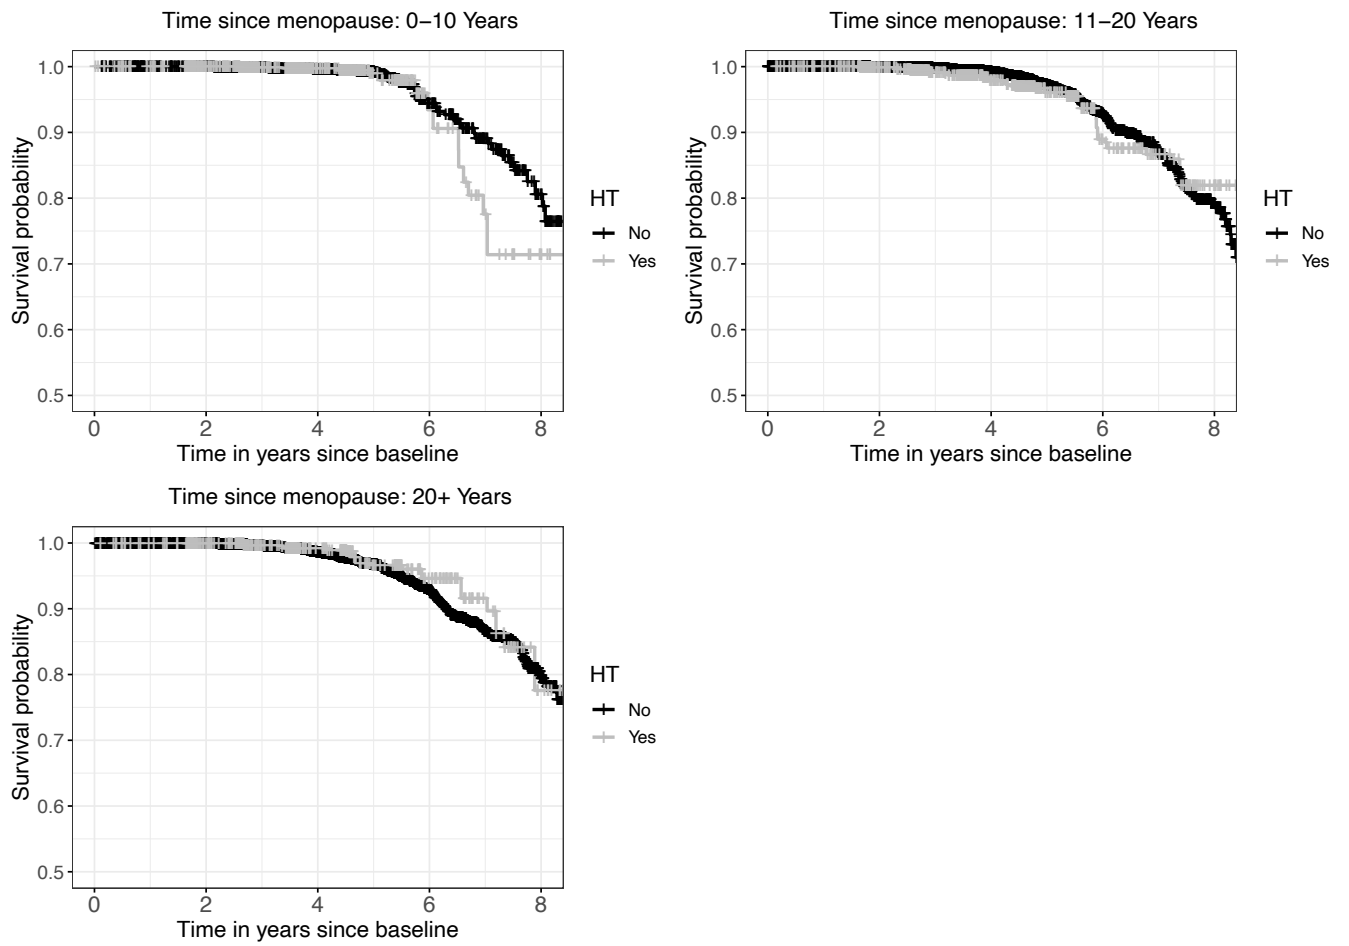 Time since menopause: 0−10 Years
1.0
0.9
0.8
0.7
0.6
0.5
Survival probability
0 2 4 6 8
Time in years since baseline
HT
No
Yes
Time since menopause: 11−20 Years
1.0
0.9
0.8
0.7
0.6
0.5
Survival probability
0 2 4 6 8
Time in years since baseline
HT
No
Yes
Time since menopause: 20+ Years
1.0
0.9
0.8
0.7
0.6
0.5
Survival probability
0 2 4 6 8
Time in years since baseline
HT
No
Yes